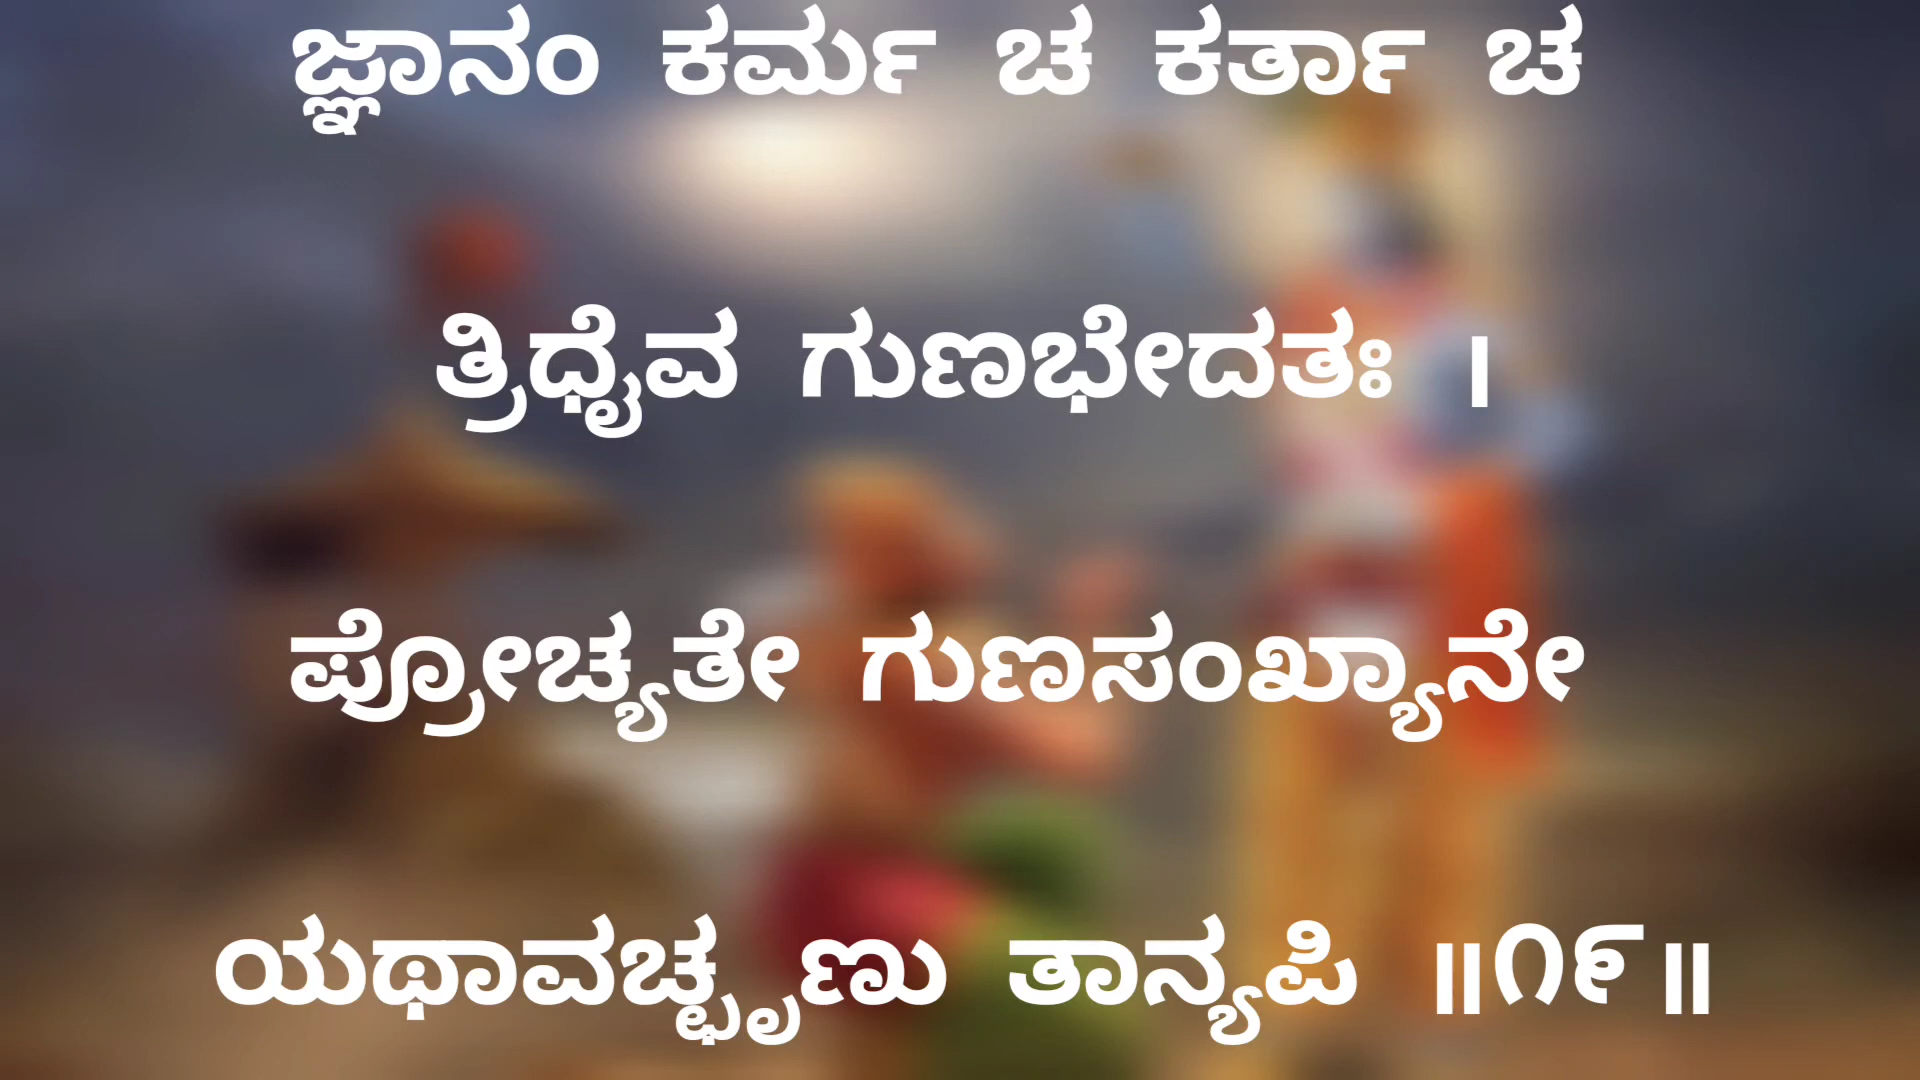 ಜ್ಞಾನಂ ಕರ್ಮ ಚ ಕರ್ತಾ ಚ
ತ್ರಿಧೈವ ಗುಣಭೇದತಃ ।
ಪ್ರೋಚ್ಯತೇ ಗುಣಸಂಖ್ಯಾನೇ
ಯಥಾವಚ್ಛೃಣು ತಾನ್ಯಪಿ ॥೧೯॥